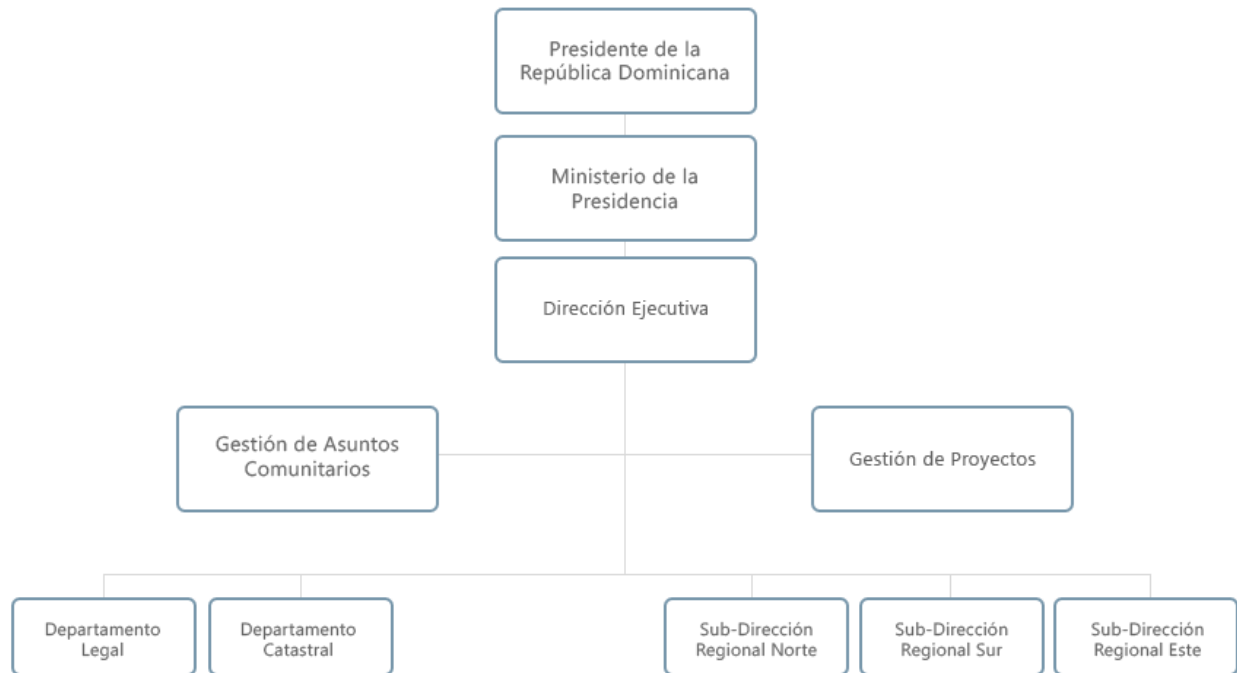 Presidente de la
República Dominicana
Ministerio de la
Presidencia
Dirección Ejecutiva
Gestión de Asuntos
Comunitarios
Gestión de Proyectos
Departamento
Legal
Departamento
Catastral
Sub-Dirección
Regional Norte
Sub-Dirección
Regional Sur
Sub-Dirección
Regional Este